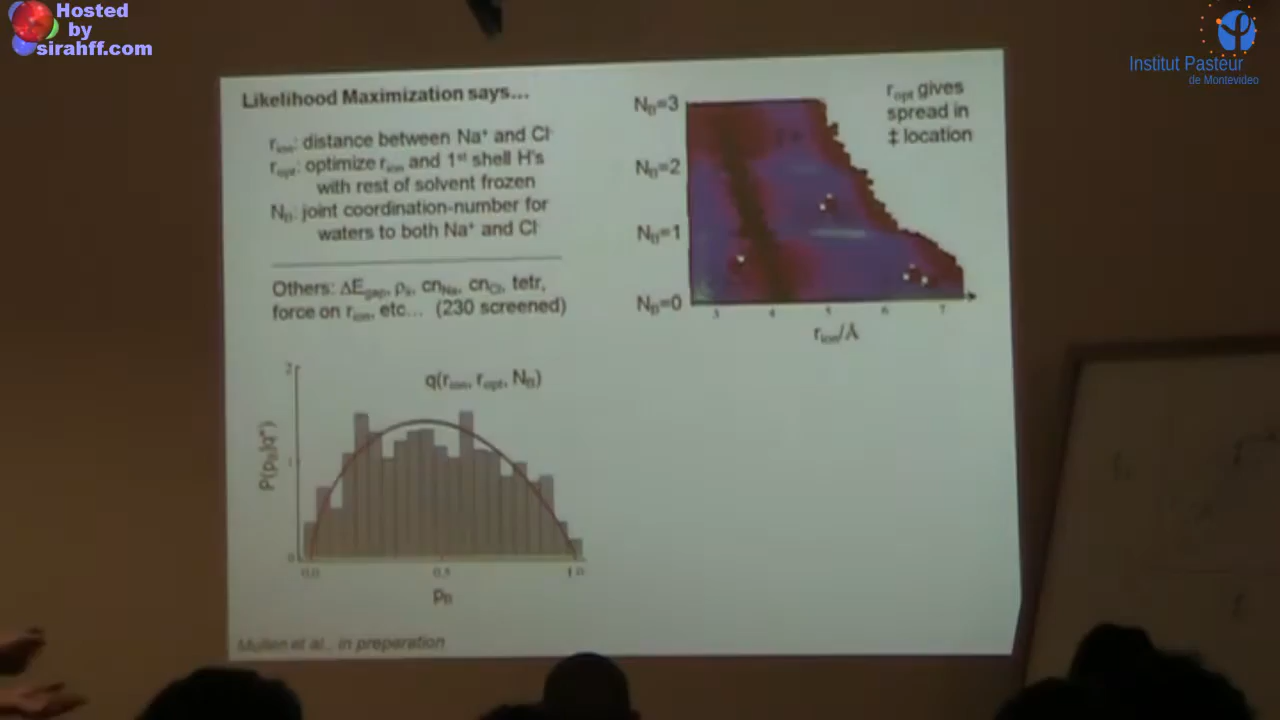 Hosted
by
sirahff.com
Institut Pasteur
de Montevideo
Likelihood Maximization says...
r_ion: distance between Na⁺ and Cl⁻
r_opt: optimize r_ion and 1st shell H's
with rest of solvent frozen
N_B: joint coordination-number for
waters to both Na⁺ and Cl⁻
Others: ΔE_gap, ρ_s, cn_Na, cn_Cl, tetr,
force on r_ion, etc... (230 screened)
N_B=3
N_B=2
N_B=1
N_B=0
3 4 5 6 7
r_ion/Å
r_opt gives
spread in
‡ location
q(r_ion, r_opt, N_B)
2
1
0
0.0 0.5 1.0
p_B
Mullen et al., in preparation